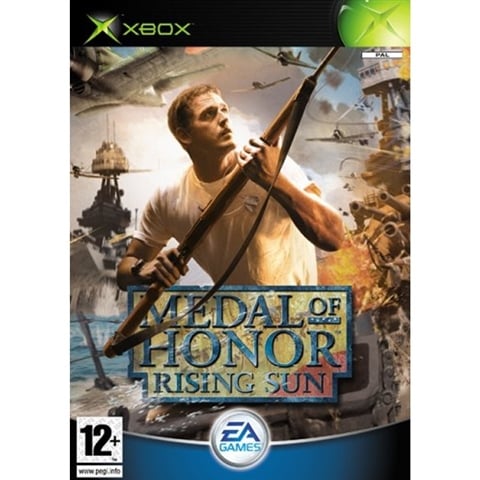 XBOX
PAL
MEDAL OF
HONOR
RISING SUN
12+
www.pegi.info
EA
GAMES